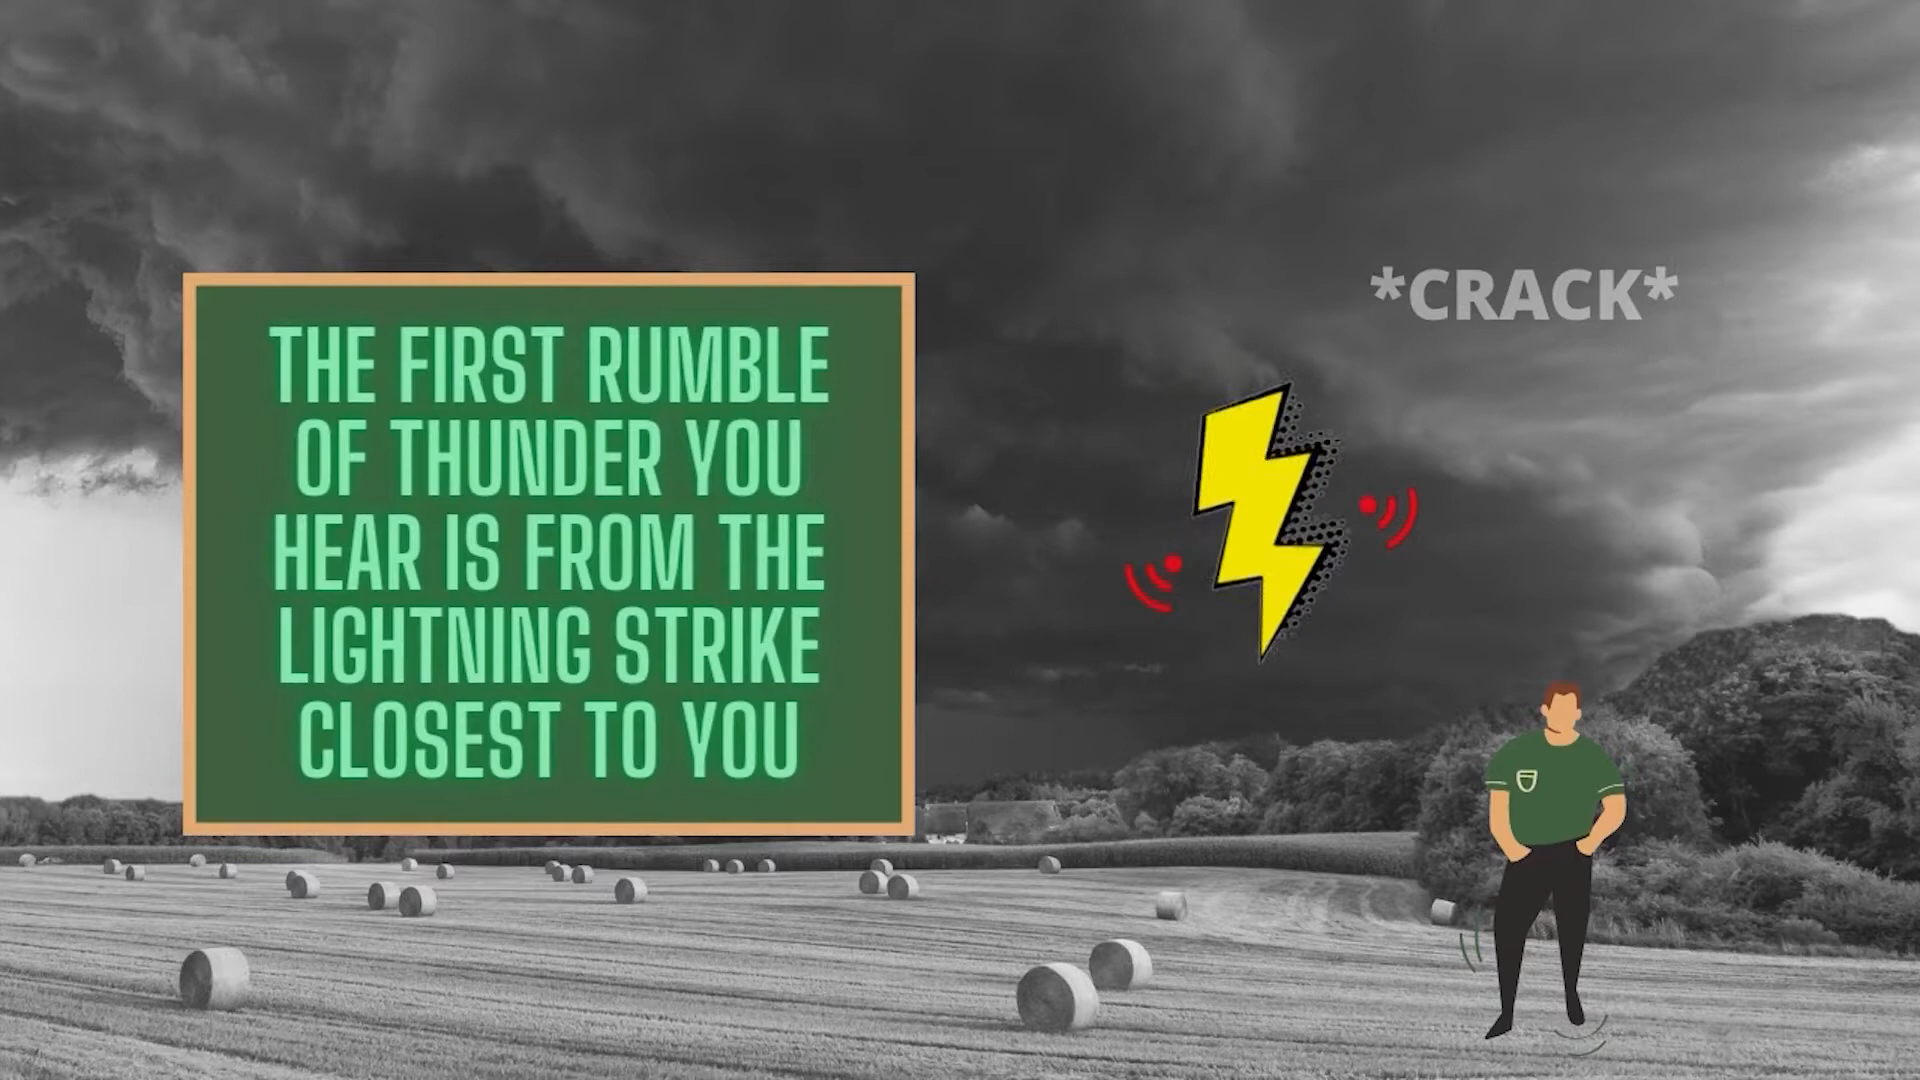 THE FIRST RUMBLE
OF THUNDER YOU
HEAR IS FROM THE
LIGHTNING STRIKE
CLOSEST TO YOU
*CRACK*